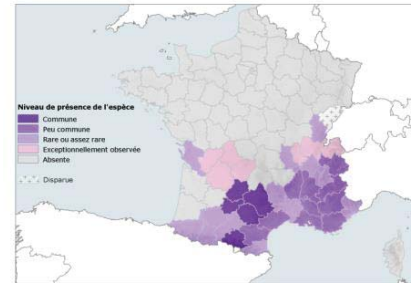 Niveau de présence de l'espèce
Commune
Peu commune
Rare ou assez rare
Exceptionnellement observée
Absente
Disparue